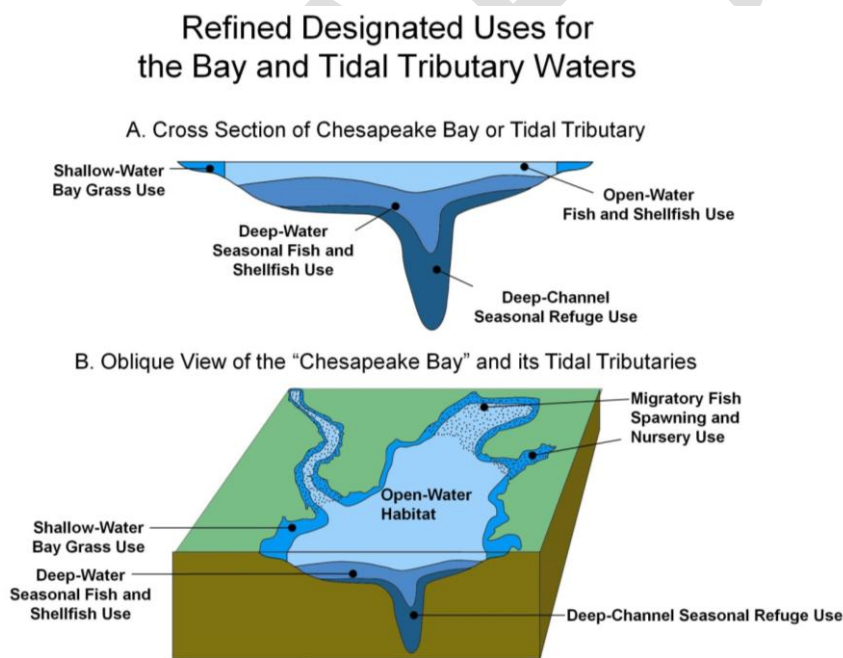 Refined Designated Uses for
the Bay and Tidal Tributary Waters
A. Cross Section of Chesapeake Bay or Tidal Tributary
Shallow-Water
Bay Grass Use
Open-Water
Fish and Shellfish Use
Deep-Water
Seasonal Fish and
Shellfish Use
Deep-Channel
Seasonal Refuge Use
B. Oblique View of the “Chesapeake Bay” and its Tidal Tributaries
Migratory Fish
Spawning and
Nursery Use
Open-Water
Habitat
Shallow-Water
Bay Grass Use
Deep-Water
Seasonal Fish and
Shellfish Use
Deep-Channel Seasonal Refuge Use